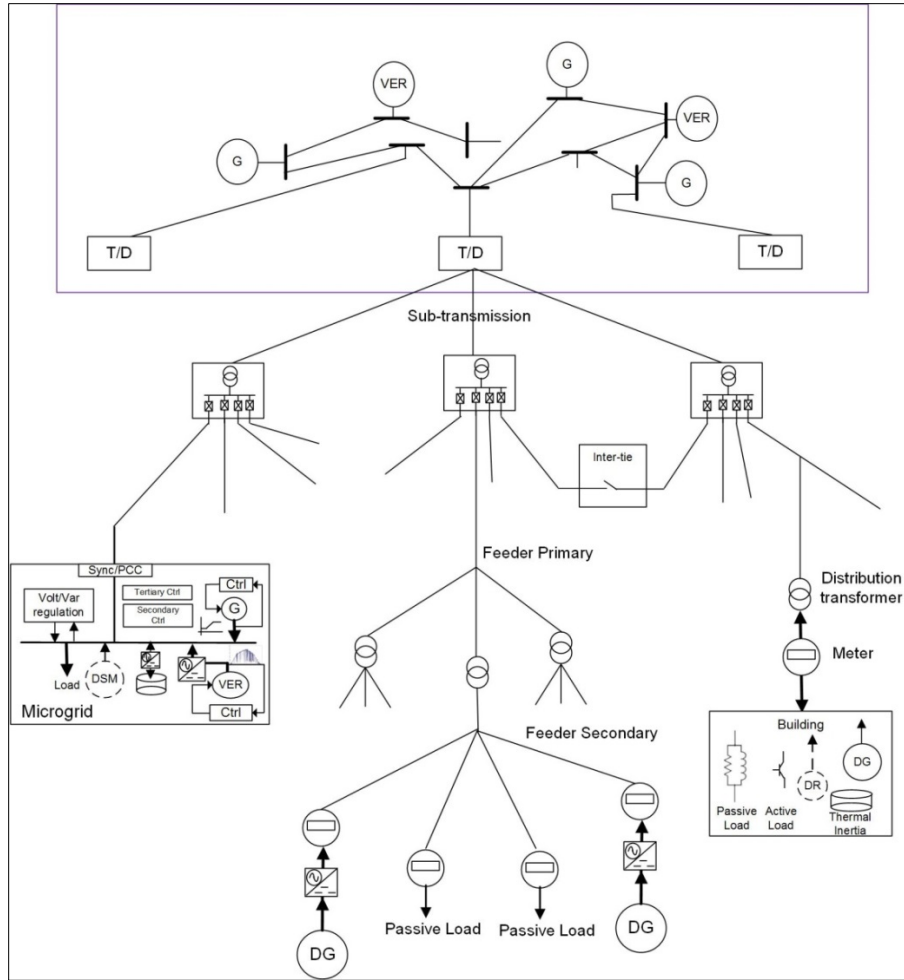 G
VER
VER
G
G
T/D
T/D
T/D
Sub-transmission
Inter-tie
Feeder Primary
Sync/PCC
Volt/Var
regulation
Tertiary Ctrl
Secondary
Ctrl
Ctrl
G
Load
DSM
VER
Ctrl
Microgrid
Distribution
transformer
Meter
Building
DG
DR
Passive
Load
Active
Load
Thermal
Inertia
Feeder Secondary
Passive Load
Passive Load
DG
DG